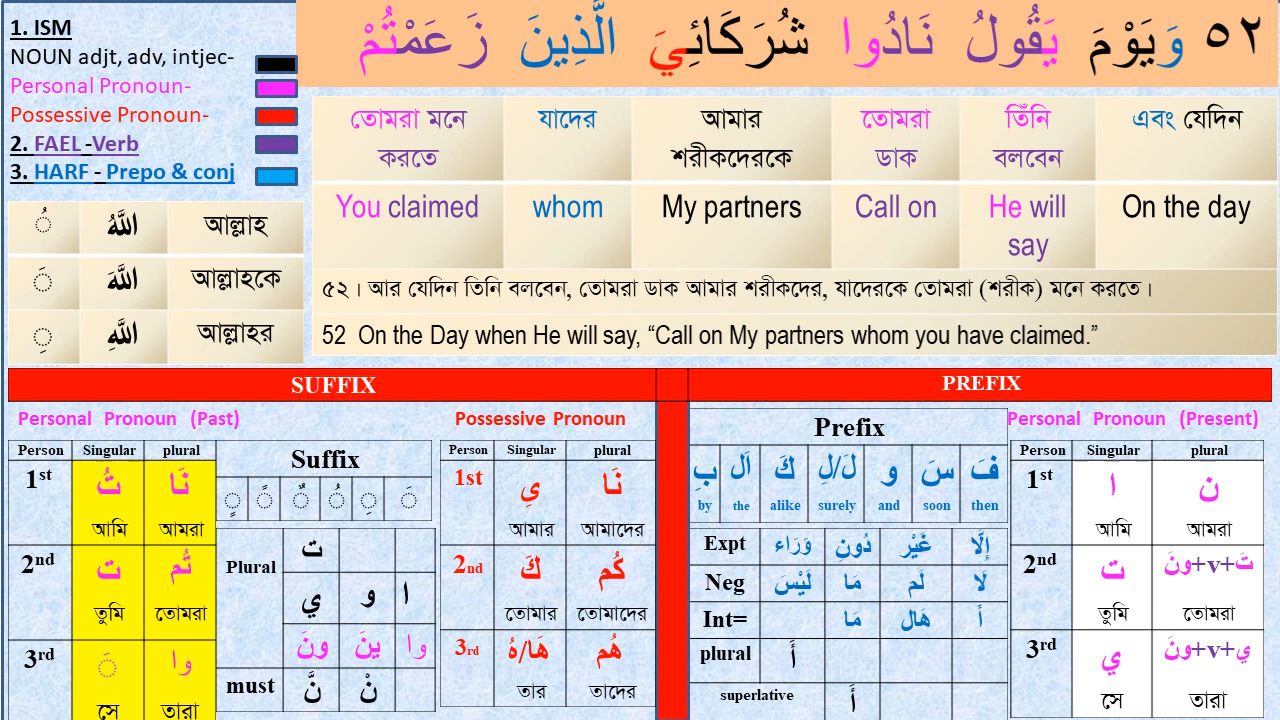 1. ISM
NOUN adjt, adv, intjec-
Personal Pronoun-
Possessive Pronoun-
2. FAEL -Verb
3. HARF - Prepo & conj
٥٢ وَيَوْمَ يَقُولُ نَادُوا شُرَكَائِيَ الَّذِينَ زَعَمْتُمْ
তোমরা মনে করতে যাদের আমার শরীকদেরকে তোমরা ডাক তিঁনি বলবেন এবং যেদিন
You claimed whom My partners Call on He will say On the day
৫২। আর যেদিন তিনি বলবেন, তোমরা ডাক আমার শরীকদের, যাদেরকে তোমরা (শরীক) মনে করতে।
52 On the Day when He will say, “Call on My partners whom you have claimed.”
ُ اللَّهُ আল্লাহ
َ اللَّهَ আল্লাহকে
ِ اللَّهِ আল্লাহর
SUFFIX
PREFIX
Personal Pronoun (Past)
Person Singular plural
1st تُ نَا
আমি আমরা
2nd ت تُم
তুমি তোমরা
3rd َ وا
সে তারা
Suffix
ٍ ً ٌ ُ ِ َ
Plural ت
ي و ا
ونَ ينَ وا
must نَّ نْ
Possessive Pronoun
Person Singular plural
1st ي نَا
আমার আমাদের
2nd كَ كُم
তোমার তোমাদের
3rd هَا/هُ هُم
তার তাদের
Prefix
بِ اَل كَ لَ/لِ و سَ فَ
by the alike surely and soon then
Expt وَرَاء دُونِ غَيْر إِلَّا
Neg لَيْسَ مَا لَم لَا
Int= مَا هَال أَ
plural أَ
superlative أَ
Personal Pronoun (Present)
Person Singular plural
1st ا ن
আমি আমরা
2nd ت تَ+v+ونَ
তুমি তোমরা
3rd ي ي+v+ونَ
সে তারা